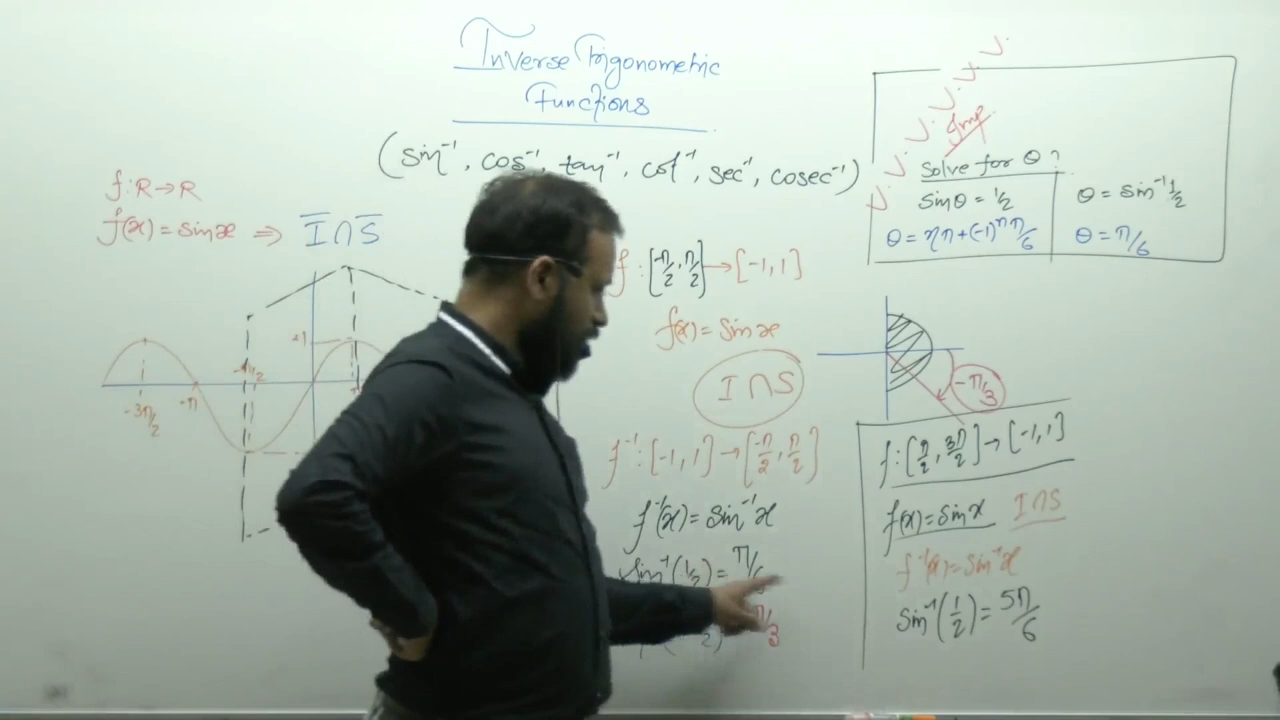 Inverse Trigonometric
Functions
(sin⁻¹, cos⁻¹, tan⁻¹, cot⁻¹, sec⁻¹, cosec⁻¹)
f: R → R
f(x) = sin x ⇒ I∩S
+1
-π/2
-3π/2
-π
f: [-π/2, π/2] → [-1, 1]
f(x) = sin x
I∩S
f⁻¹: [-1, 1] → [-π/2, π/2]
f⁻¹(x) = sin⁻¹x
sin⁻¹(1/2) = π/
π/3
Imp
Solve for θ?
sinθ = 1/2
θ = nπ + (-1)ⁿ π/6
θ = sin⁻¹ 1/2
θ = π/6
-π/3
f: [π/2, 3π/2] → [-1, 1]
f(x) = sin x I∩S
f⁻¹(x) = sin⁻¹x
sin⁻¹(1/2) = 5π/6